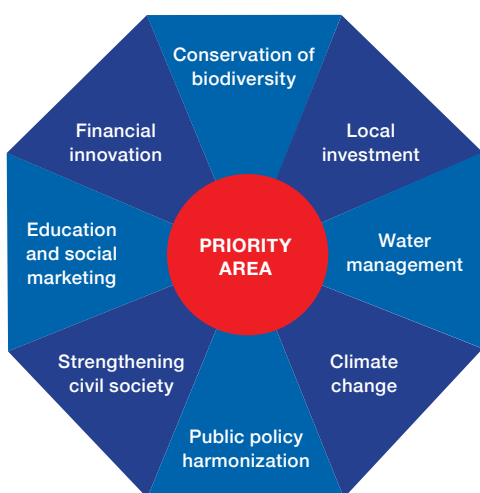 Conservation of
biodiversity
Local
investment
Water
management
Climate
change
Public policy
harmonization
Strengthening
civil society
Education
and social
marketing
Financial
innovation
PRIORITY
AREA